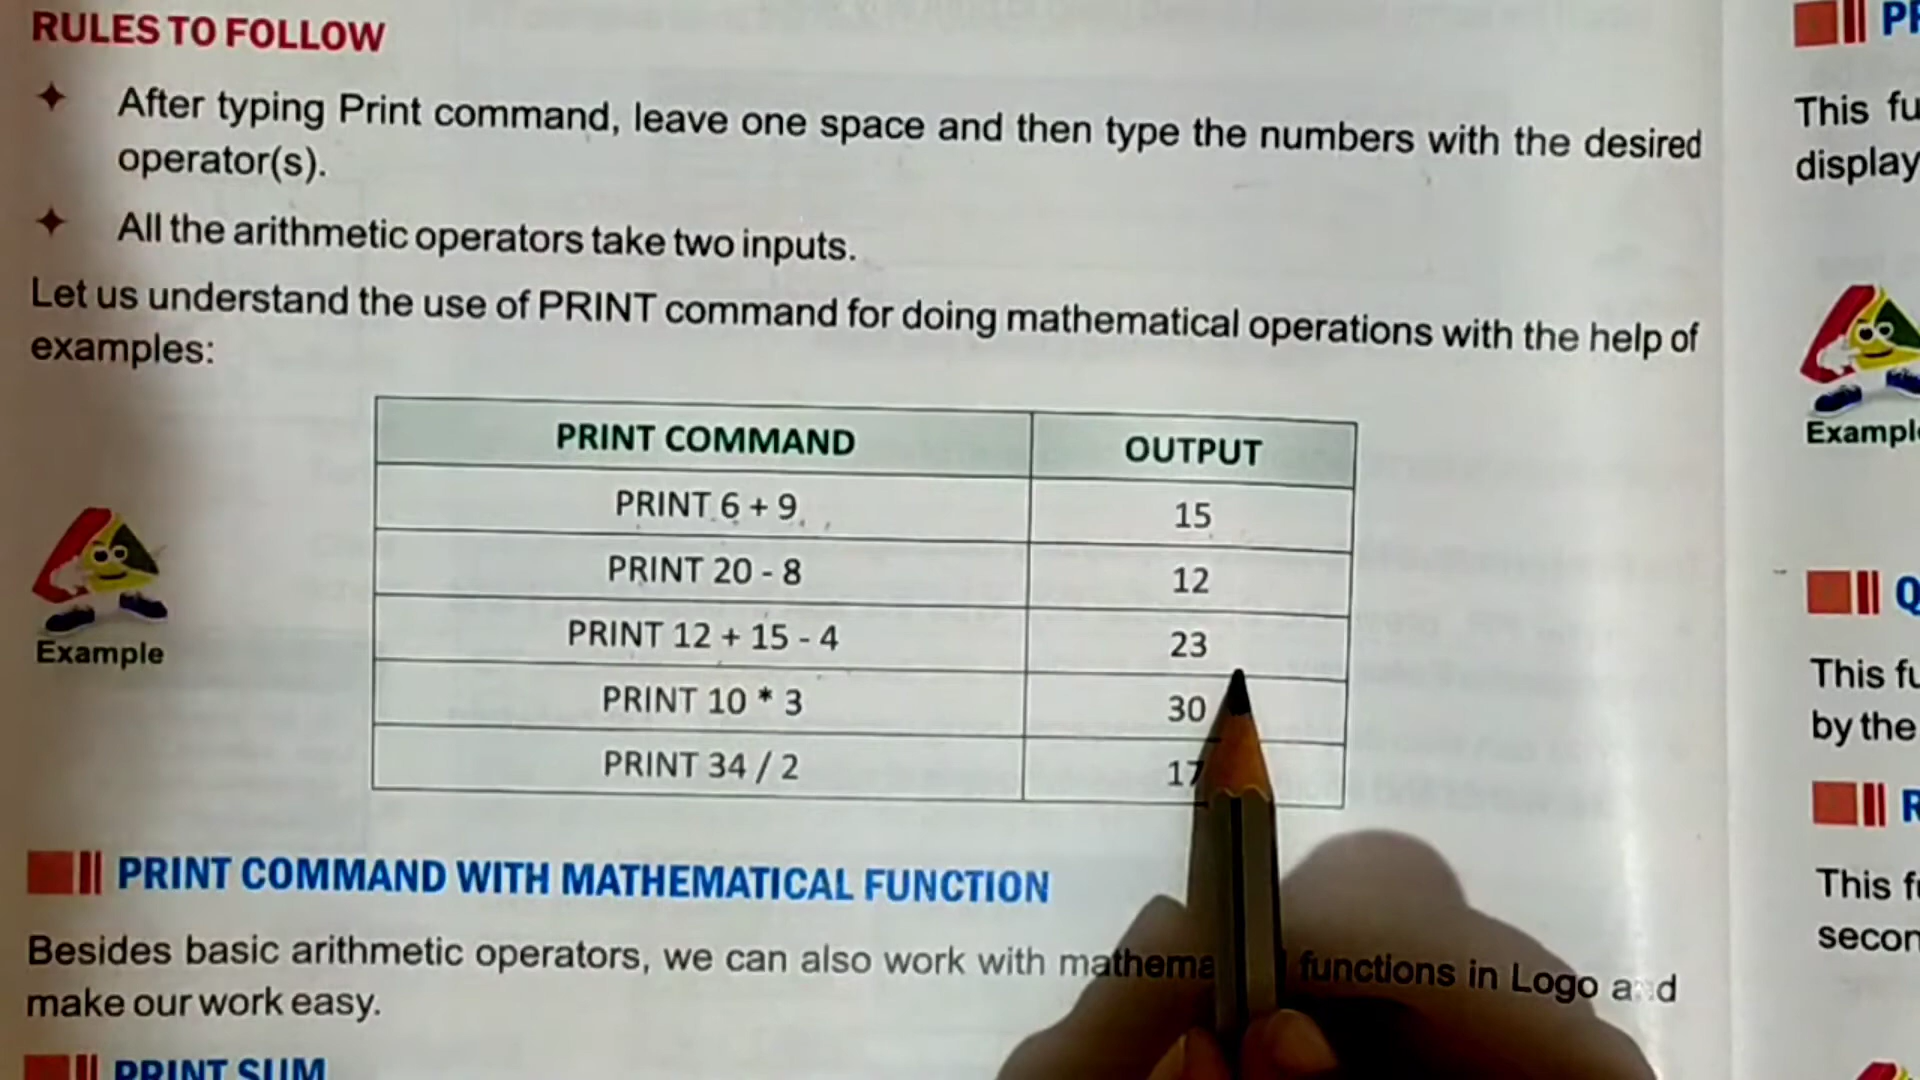 RULES TO FOLLOW
After typing Print command, leave one space and then type the numbers with the desired
operator(s).
All the arithmetic operators take two inputs.
Let us understand the use of PRINT command for doing mathematical operations with the help of
examples:
PRINT COMMAND OUTPUT
PRINT 6 + 9 15
PRINT 20 - 8 12
PRINT 12 + 15 - 4 23
PRINT 10 * 3 30
PRINT 34 / 2 17
Example
PRINT COMMAND WITH MATHEMATICAL FUNCTION
Besides basic arithmetic operators, we can also work with functions in Logo and
make our work easy.
PRINT SUM
This
display
This
by the
This